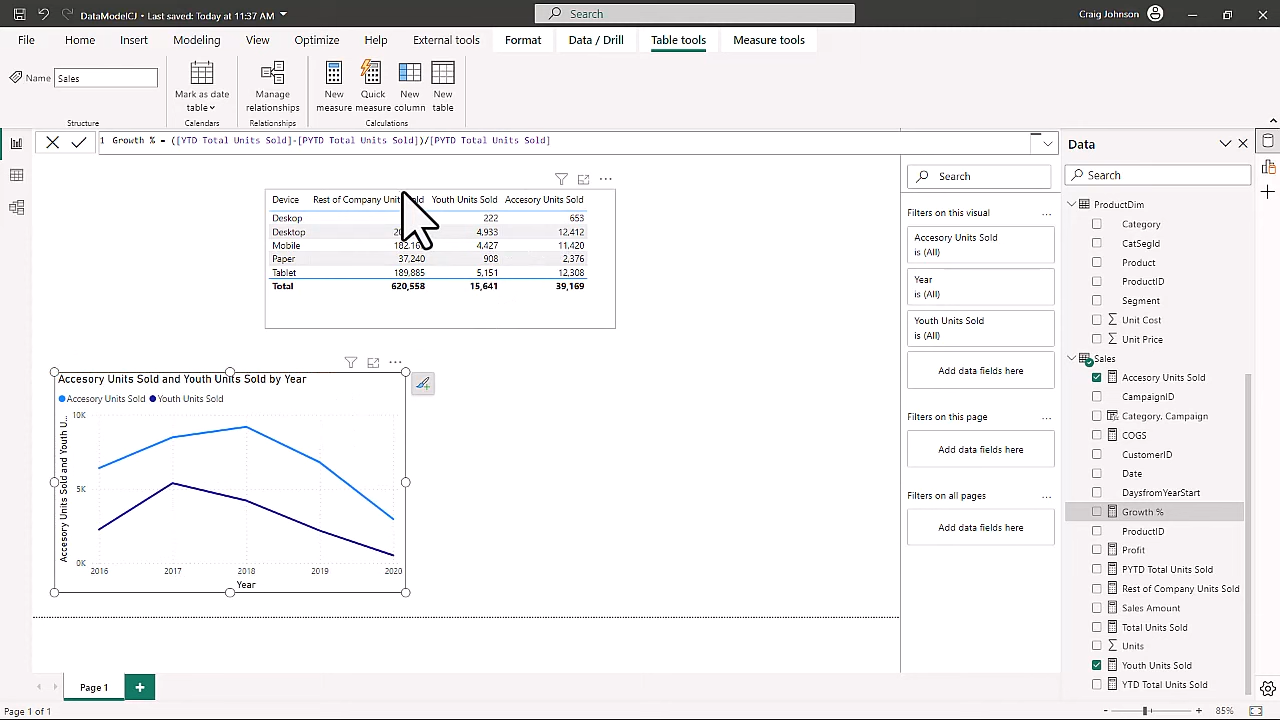 DataModelCJ • Last saved: Today at 11:37 AM
Search
Craig Johnson
File Home Insert Modeling View Optimize Help External tools Format Data / Drill Table tools Measure tools
Name Sales
Mark as date table
Manage relationships
New measure
Quick measure
New column
New table
Structure Calendars Relationships Calculations
1 Growth % = ([YTD Total Units Sold]-[PYTD Total Units Sold])/[PYTD Total Units Sold]
Device Rest of Company Youth Units Sold Accesory Units Sold
Deskop 222 653
Desktop 4,933 12,412
Mobile 4,427 11,420
Paper 37,240 908 2,376
Tablet 189,885 5,151 12,308
Total 620,558 15,641 39,169
Accesory Units Sold and Youth Units Sold by Year
Accesory Units Sold Youth Units Sold
Accesory Units Sold and Youth U...
10K
5K
0K
2016 2017 2018 2019 2020
Year
Search
Filters on this visual ...
Accesory Units Sold
is (All)
Year
is (All)
Youth Units Sold
is (All)
Add data fields here
Filters on this page ...
Add data fields here
Filters on all pages ...
Add data fields here
Data
Search
ProductDim
Category
CatSegId
Product
ProductID
Segment
Unit Cost
Unit Price
Sales
Accesory Units Sold
CampaignID
Category, Campaign
COGS
CustomerID
Date
DaysfromYearStart
Growth %
ProductID
Profit
PYTD Total Units Sold
Rest of Company Units Sold
Sales Amount
Total Units Sold
Units
Youth Units Sold
YTD Total Units Sold
Page 1
Page 1 of 1
85%